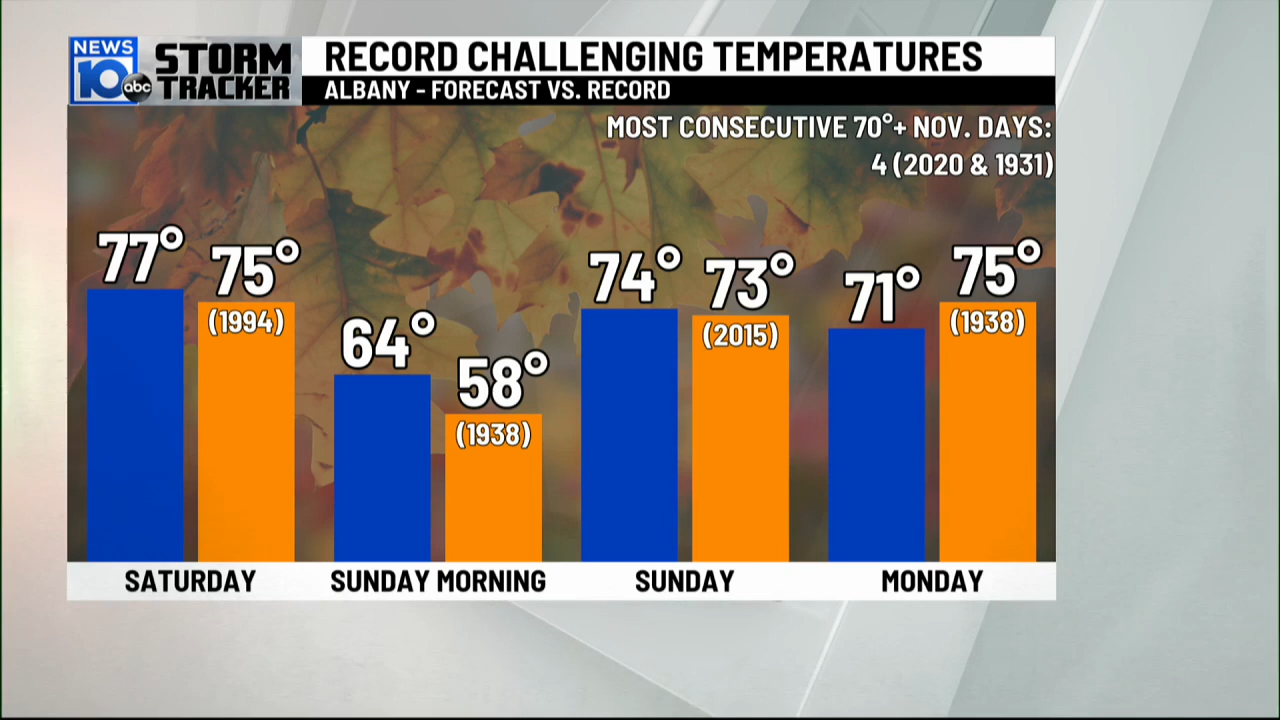 NEWS
10
abc
STORM
TRACKER
RECORD CHALLENGING TEMPERATURES
ALBANY - FORECAST VS. RECORD
MOST CONSECUTIVE 70°+ NOV. DAYS:
4 (2020 & 1931)
77° 75°
(1994)
64° 58°
(1938)
74° 73°
(2015)
71° 75°
(1938)
SATURDAY SUNDAY MORNING SUNDAY MONDAY